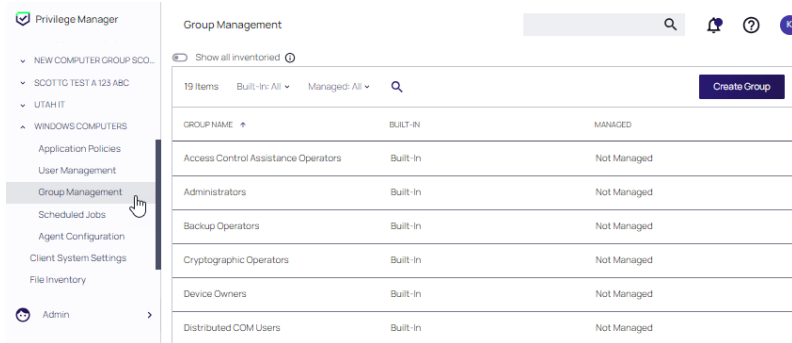 Privilege Manager
NEW COMPUTER GROUP SCO...
SCOTTG TEST A 123 ABC
UTAH IT
WINDOWS COMPUTERS
Application Policies
User Management
Group Management
Scheduled Jobs
Agent Configuration
Client System Settings
File Inventory
Admin
Group Management
K
Show all inventoried
19 Items Built-In: All Managed: All
Create Group
GROUP NAME BUILT-IN MANAGED
Access Control Assistance Operators Built-In Not Managed
Administrators Built-In Not Managed
Backup Operators Built-In Not Managed
Cryptographic Operators Built-In Not Managed
Device Owners Built-In Not Managed
Distributed COM Users Built-In Not Managed